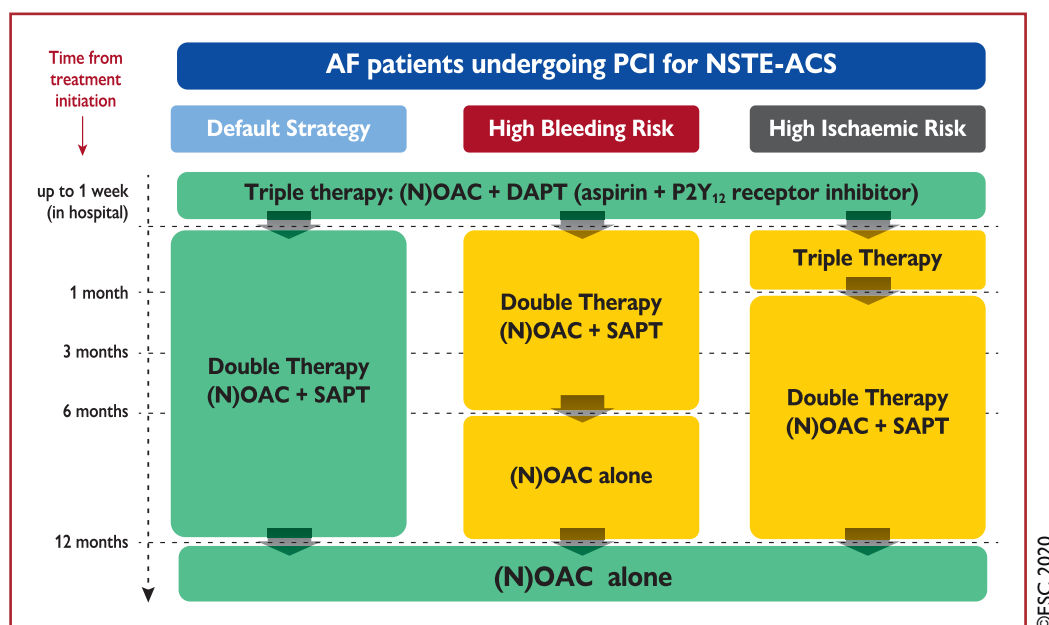 Time from
treatment
initiation
AF patients undergoing PCI for NSTE-ACS
Default Strategy
High Bleeding Risk
High Ischaemic Risk
up to 1 week
(in hospital)
Triple therapy: (N)OAC + DAPT (aspirin + P2Y₁₂ receptor inhibitor)
Triple Therapy
1 month
Double Therapy
(N)OAC + SAPT
3 months
Double Therapy
(N)OAC + SAPT
Double Therapy
(N)OAC + SAPT
6 months
(N)OAC alone
12 months
(N)OAC alone
©ESC 2020